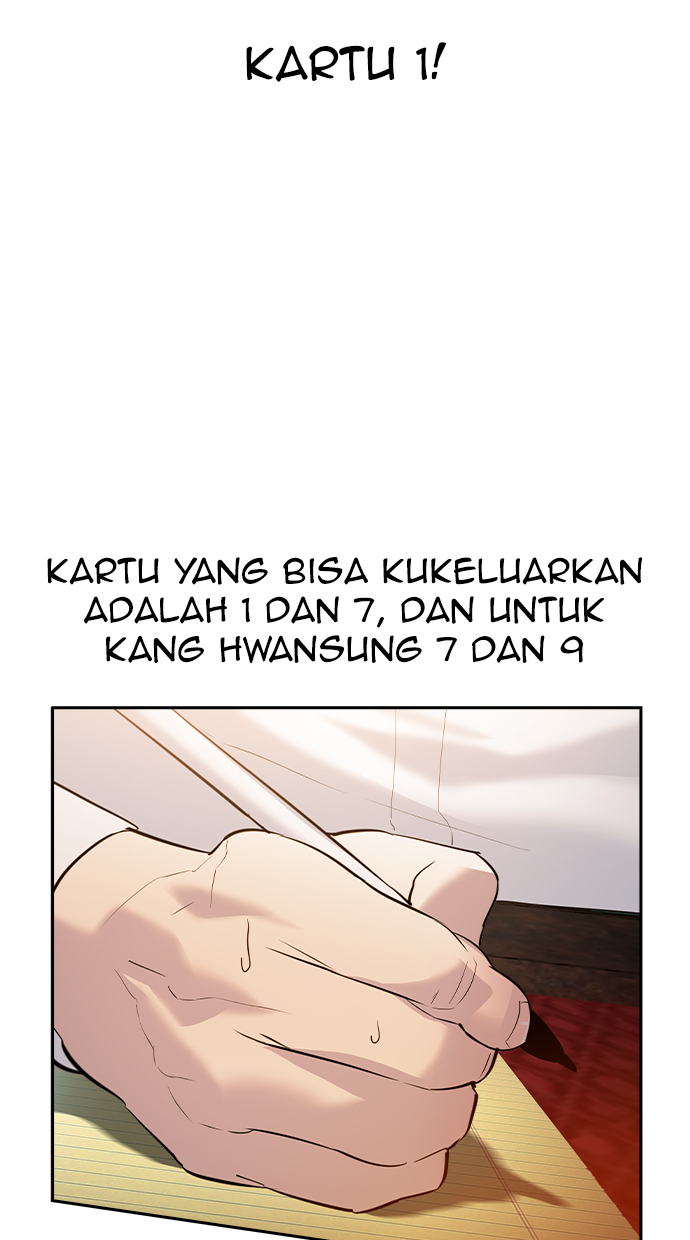 KARTU 1!
KARTU YANG BISA KUKELUARKAN
ADALAH 1 DAN 7, DAN UNTUK
KANG HWANSUNG 7 DAN 9